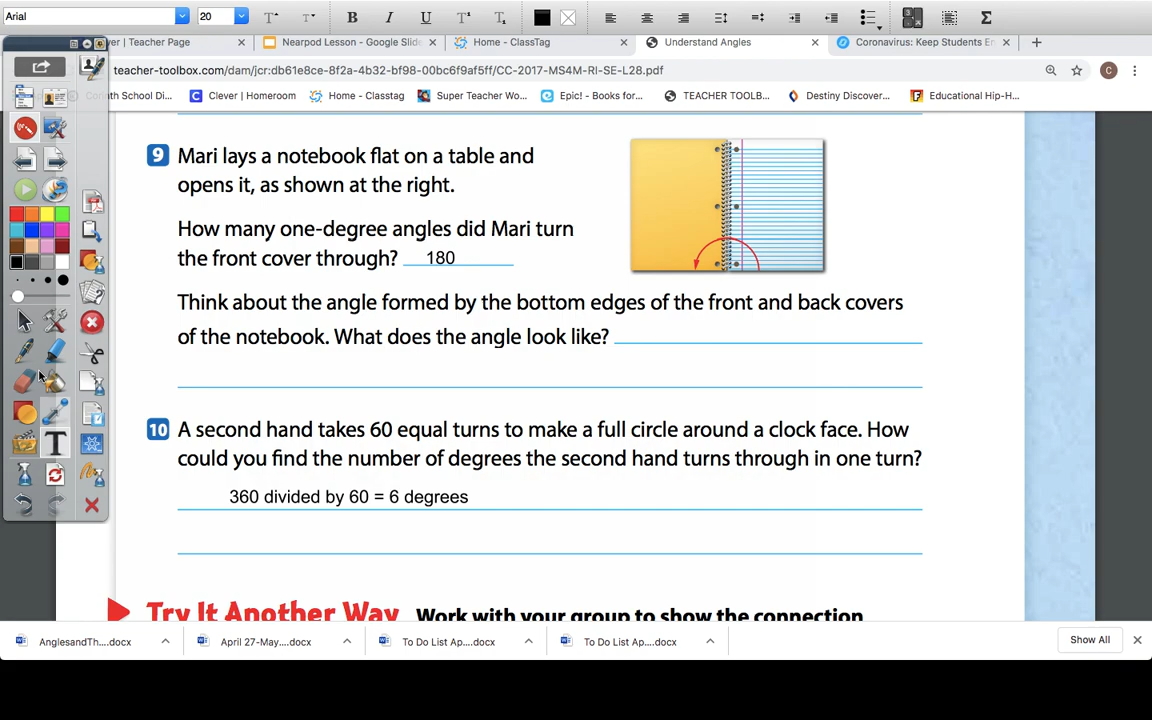 Arial
20
B
I
U
T
T
Σ
ver | Teacher Page
Nearpod Lesson - Google Slide
Home - ClassTag
Understand Angles
Coronavirus: Keep Students En
teacher-toolbox.com/dam/jcr:db61e8ce-8f2a-4b32-bf98-00bc6f9af5ff/CC-2017-MS4M-RI-SE-L28.pdf
C
School Di...
Clever | Homeroom
Home - Classtag
Super Teacher Wo...
Epic! - Books for...
TEACHER TOOLB...
Destiny Discover...
Educational Hip-H...
9 Mari lays a notebook flat on a table and
opens it, as shown at the right.
How many one-degree angles did Mari turn
the front cover through? 180
Think about the angle formed by the bottom edges of the front and back covers
of the notebook. What does the angle look like?
10 A second hand takes 60 equal turns to make a full circle around a clock face. How
could you find the number of degrees the second hand turns through in one turn?
360 divided by 60 = 6 degrees
Try It Another Way Work with your group to show the connection
AnglesandTh....docx
April 27-May....docx
To Do List Ap....docx
To Do List Ap....docx
Show All